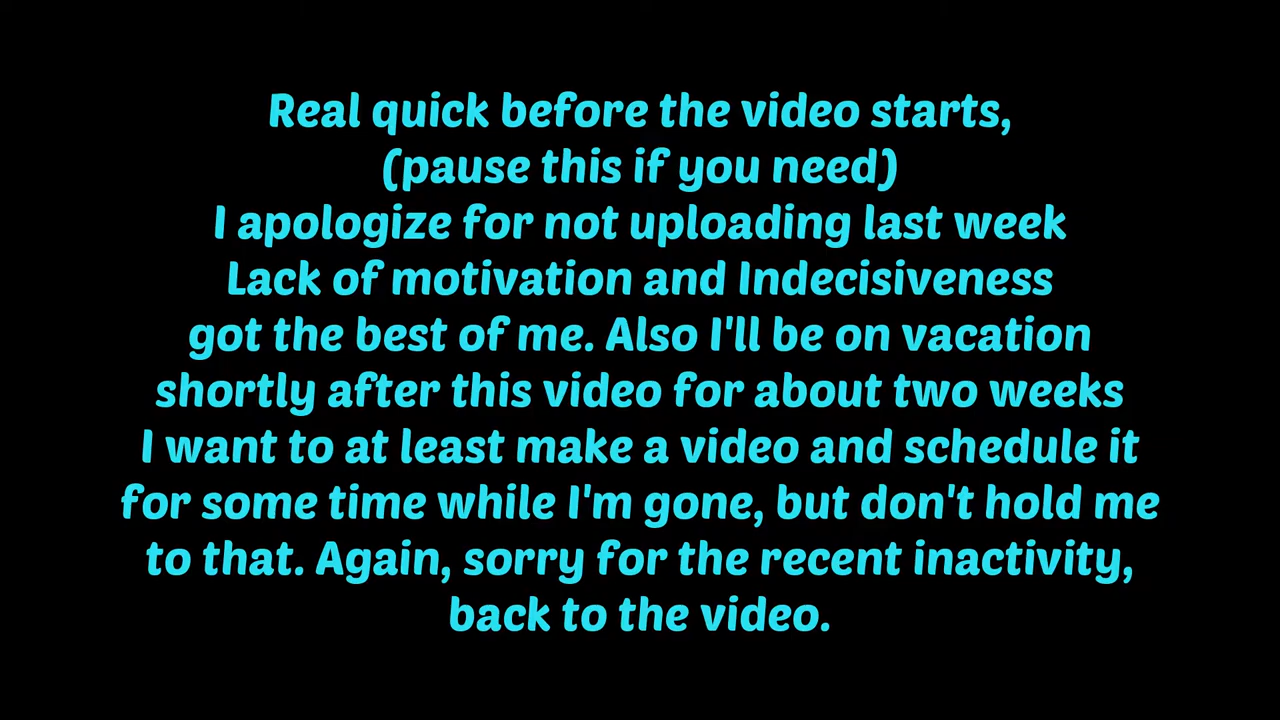 Real quick before the video starts,
(pause this if you need)
I apologize for not uploading last week
Lack of motivation and Indecisiveness
got the best of me. Also I'll be on vacation
shortly after this video for about two weeks
I want to at least make a video and schedule it
for some time while I'm gone, but don't hold me
to that. Again, sorry for the recent inactivity,
back to the video.